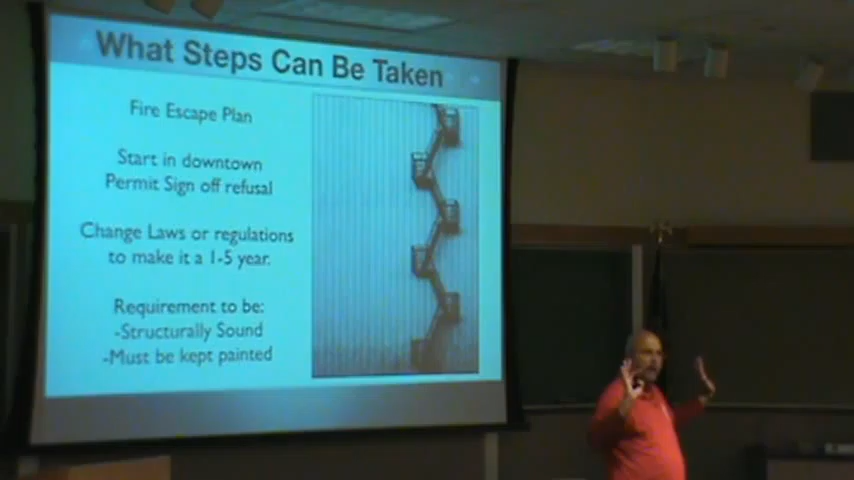 What Steps Can Be Taken
Fire Escape Plan
Start in downtown
Permit Sign off refusal
Change Laws or regulations
to make it a 1-5 year.
Requirement to be:
-Structurally Sound
-Must be kept painted